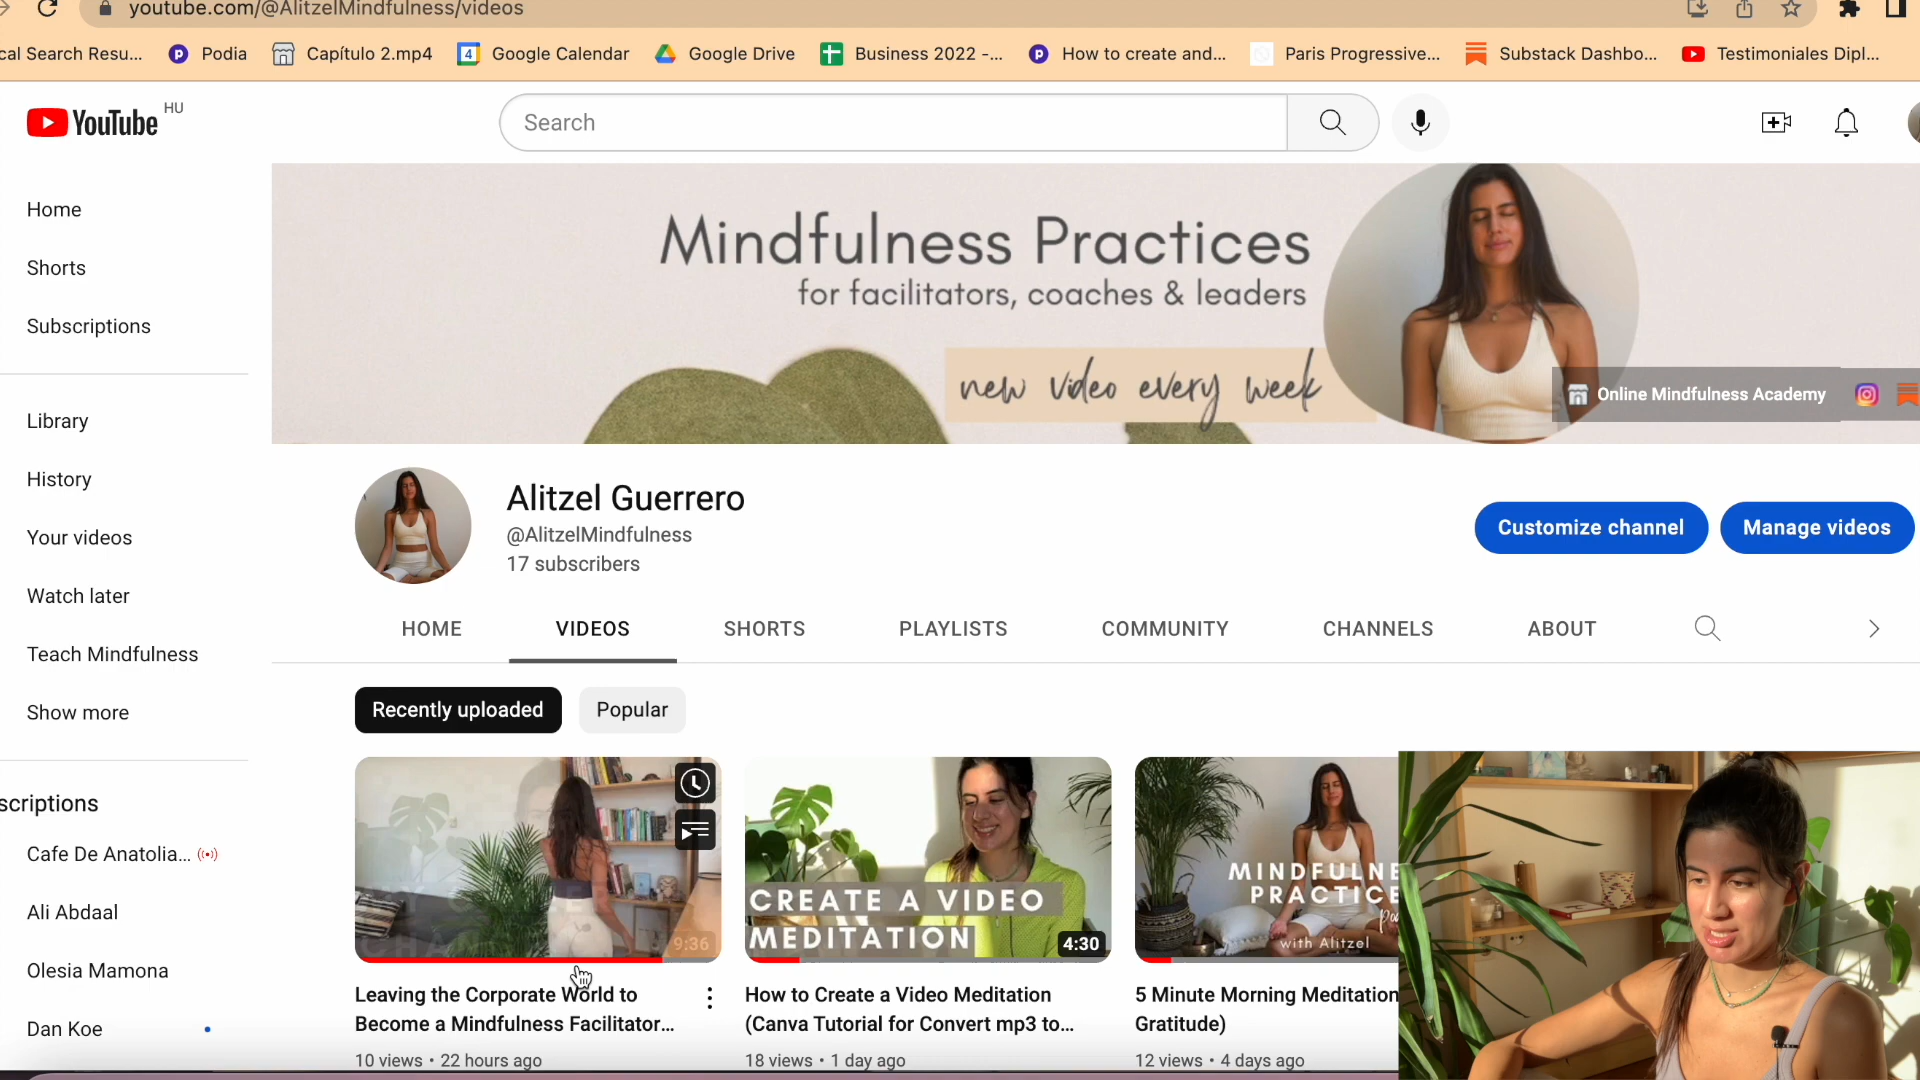 youtube.com/@AlitzelMindfulness/videos
cal Search Resu...
Podia
Capítulo 2.mp4
4
Google Calendar
Google Drive
Business 2022 -...
How to create and...
Paris Progressive...
Substack Dashbo...
Testimoniales Dipl...
YouTube HU
Search
Home
Shorts
Subscriptions
Library
History
Your videos
Watch later
Teach Mindfulness
Show more
scriptions
Cafe De Anatolia...
Ali Abdaal
Olesia Mamona
Dan Koe
Mindfulness Practices
for facilitators, coaches & leaders
new video every week
Online Mindfulness Academy
Alitzel Guerrero
@AlitzelMindfulness
17 subscribers
Customize channel
Manage videos
HOME
VIDEOS
SHORTS
PLAYLISTS
COMMUNITY
CHANNELS
ABOUT
Recently uploaded
Popular
9:36
Leaving the Corporate World to
Become a Mindfulness Facilitator...
10 views • 22 hours ago
CREATE A VIDEO
MEDITATION
4:30
How to Create a Video Meditation
(Canva Tutorial for Convert mp3 to...
18 views • 1 day ago
MINDFULNE
PRACTICE
with Alitzel
5 Minute Morning Meditation
Gratitude)
12 views • 4 days ago